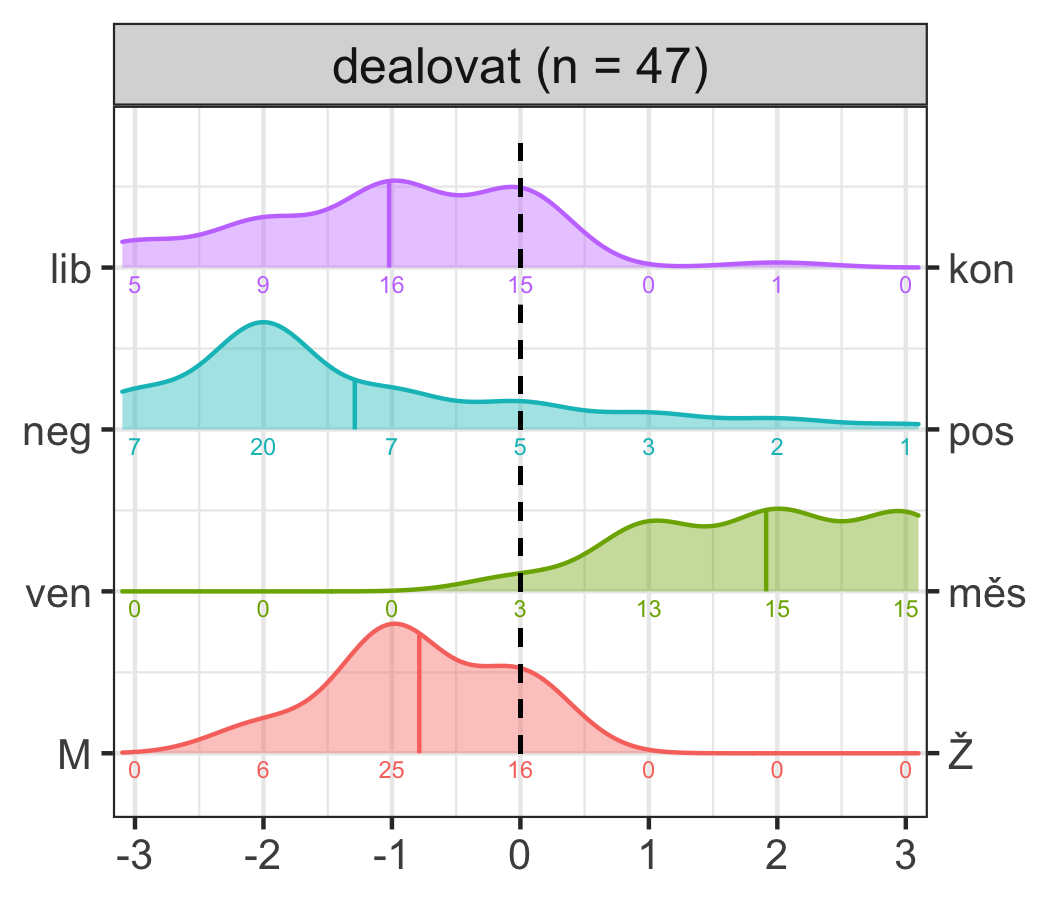 dealovat (n = 47)
lib kon
5 9 16 15 0 1 0
neg pos
7 20 7 5 3 2 1
ven měs
0 0 0 3 13 15 15
M Ž
0 6 25 16 0 0 0
-3 -2 -1 0 1 2 3